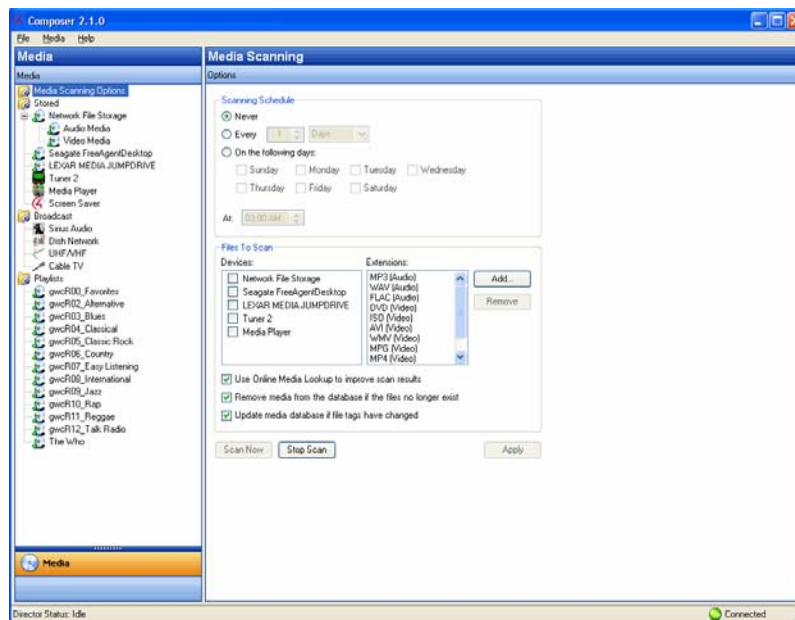 Composer 2.1.0
File Media Help
Media
Media
Media Scanning Options
Stored
Network File Storage
Audio Media
Video Media
Seagate FreeAgentDesktop
LEXAR MEDIA JUMPDRIVE
Tuner 2
Media Player
Screen Saver
Broadcast
Sirius Audio
Dish Network
UHF/VHF
Cable TV
Playlists
gwcR00_Favorites
gwcR02_Alternative
gwcR03_Blues
gwcR04_Classical
gwcR05_Classic Rock
gwcR06_Country
gwcR07_Easy Listening
gwcR08_International
gwcR09_Jazz
gwcR10_Rap
gwcR11_Reggae
gwcR12_Talk Radio
The Who
Media
Media Scanning
Options
Scanning Schedule
Never
Every 1 Days
On the following days:
Sunday Monday Tuesday Wednesday
Thursday Friday Saturday
At: 03:00 AM
Files To Scan
Devices:
Network File Storage
Seagate FreeAgentDesktop
LEXAR MEDIA JUMPDRIVE
Tuner 2
Media Player
Extensions:
MP3 (Audio)
WAV (Audio)
FLAC (Audio)
DVD (Video)
ISO (Video)
AVI (Video)
WMV (Video)
MPG (Video)
MP4 (Video)
Add...
Remove
Use Online Media Lookup to improve scan results
Remove media from the database if the files no longer exist
Update media database if file tags have changed
Scan Now Stop Scan Apply
Director Status: Idle Connected